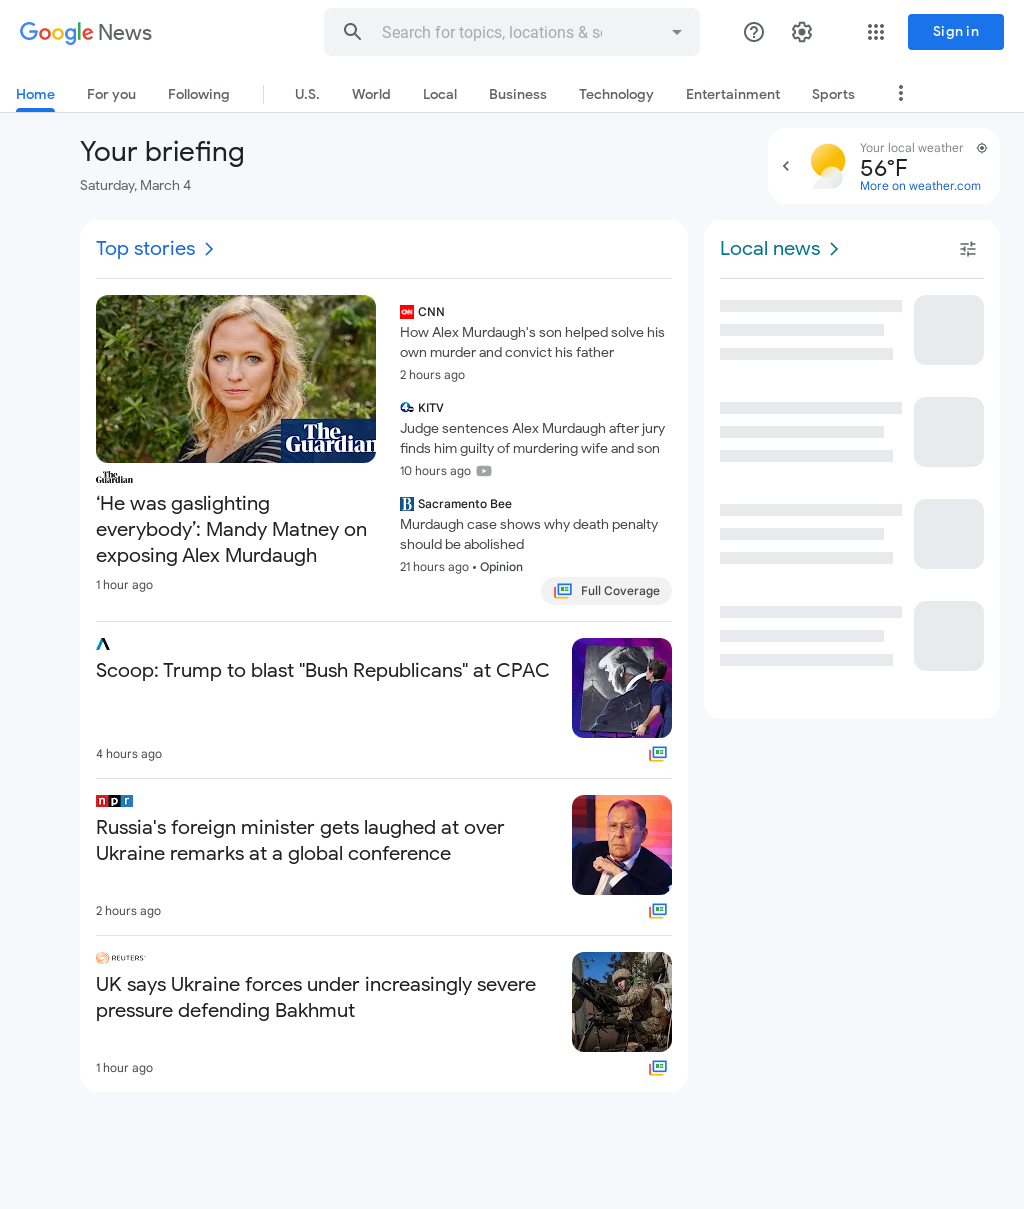 Google News
Search for topics, locations & so
Sign in
Home
For you
Following
U.S.
World
Local
Business
Technology
Entertainment
Sports
Your briefing
Saturday, March 4
Your local weather
56°F
More on weather.com
Top stories
Local news
The
Guardian
The
Guardian
‘He was gaslighting
everybody’: Mandy Matney on
exposing Alex Murdaugh
1 hour ago
CNN
CNN
How Alex Murdaugh's son helped solve his
own murder and convict his father
2 hours ago
KITV
Judge sentences Alex Murdaugh after jury
finds him guilty of murdering wife and son
10 hours ago
B
Sacramento Bee
Murdaugh case shows why death penalty
should be abolished
21 hours ago • Opinion
Full Coverage
Scoop: Trump to blast "Bush Republicans" at CPAC
4 hours ago
npr
Russia's foreign minister gets laughed at over
Ukraine remarks at a global conference
2 hours ago
REUTERS
UK says Ukraine forces under increasingly severe
pressure defending Bakhmut
1 hour ago